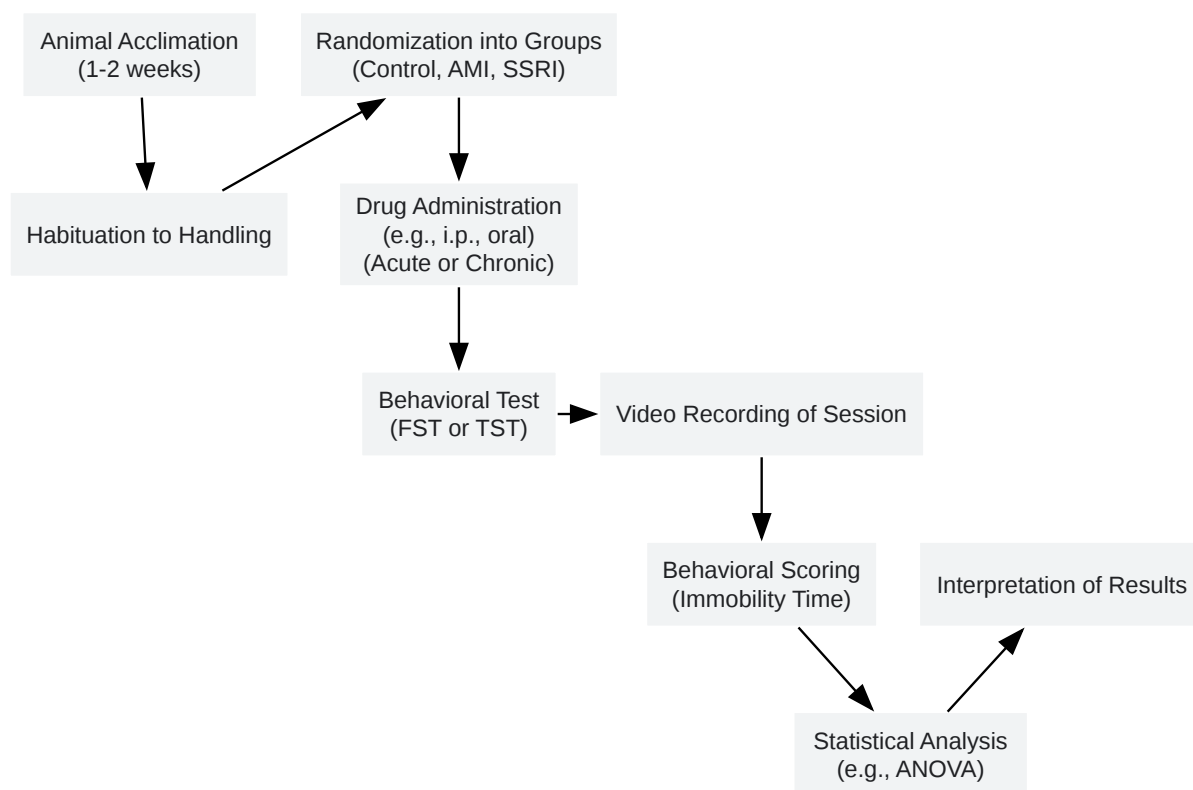 Animal Acclimation
(1-2 weeks)
Habituation to Handling
Randomization into Groups
(Control, AMI, SSRI)
Drug Administration
(e.g., i.p., oral)
(Acute or Chronic)
Behavioral Test
(FST or TST)
Video Recording of Session
Behavioral Scoring
(Immobility Time)
Statistical Analysis
(e.g., ANOVA)
Interpretation of Results